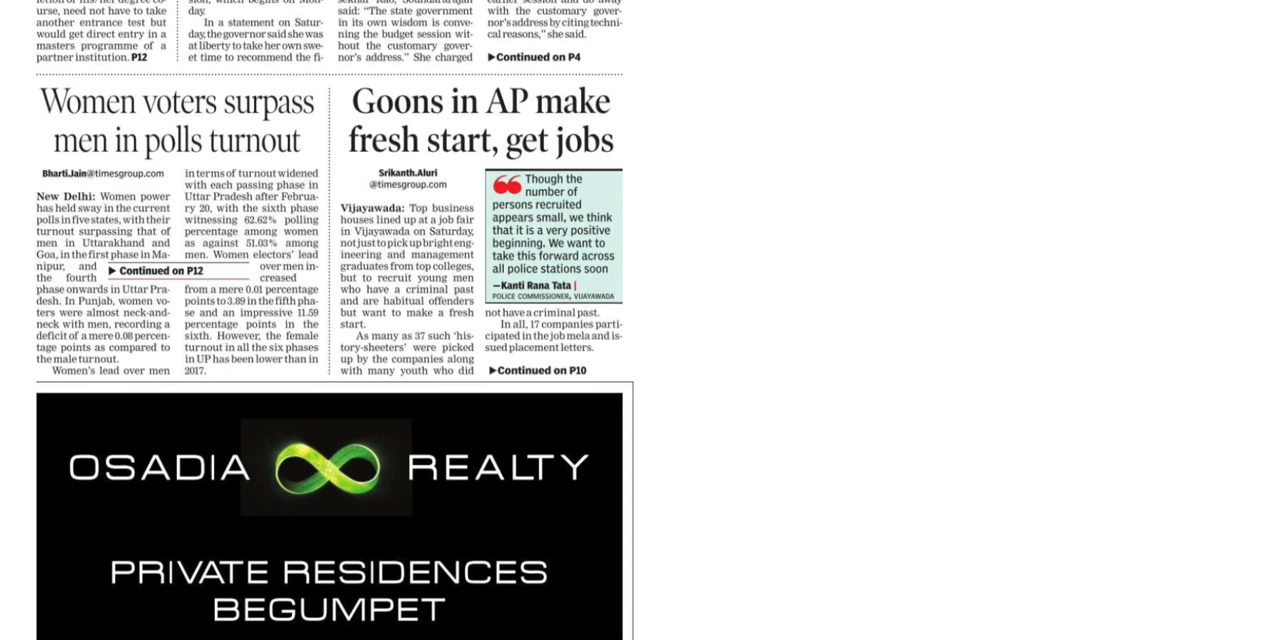 urse, need not have to take
another entrance test but
would get direct entry in a
masters programme of a
partner institution. P12
day.
In a statement on Satur-
day, the governor said she was
at liberty to take her own swe-
et time to recommend the fi-
said: “The state government
in its own wisdom is conve-
ning the budget session wit-
hout the customary gover-
nor's address.” She charged
with the customary gover-
nor's address by citing techni-
cal reasons,” she said.
▶Continued on P4
Women voters surpass
men in polls turnout
Bharti.Jain@timesgroup.com
New Delhi: Women power
has held sway in the current
polls in five states, with their
turnout surpassing that of
men in Uttarakhand and
Goa, in the first phase in Ma-
nipur, and
the fourth
phase onwards in Uttar Pra-
desh. In Punjab, women vo-
ters were almost neck-and-
neck with men, recording a
deficit of a mere 0.08 percen-
tage points as compared to
the male turnout.
Women's lead over men
▶ Continued on P12
in terms of turnout widened
with each passing phase in
Uttar Pradesh after Februa-
ry 20, with the sixth phase
witnessing 62.62% polling
percentage among women
as against 51.03% among
men. Women electors' lead
over men in-
creased
from a mere 0.01 percentage
points to 3.89 in the fifth pha-
se and an impressive 11.59
percentage points in the
sixth. However, the female
turnout in all the six phases
in UP has been lower than in
2017.
Goons in AP make
fresh start, get jobs
Srikanth.Aluri
@timesgroup.com
Vijayawada: Top business
houses lined up at a job fair
in Vijayawada on Saturday,
not just to pick up bright eng-
ineering and management
graduates from top colleges,
but to recruit young men
who have a criminal past
and are habitual offenders
but want to make a fresh
start.
As many as 37 such ‘his-
tory-sheeters’ were picked
up by the companies along
with many youth who did
“Though the
number of
persons recruited
appears small, we think
that it is a very positive
beginning. We want to
take this forward across
all police stations soon
—Kanti Rana Tata |
POLICE COMMISSIONER, VIJAYAWADA
not have a criminal past.
In all, 17 companies parti-
cipated in the job mela and is-
sued placement letters.
▶Continued on P10
OSADIA REALTY
PRIVATE RESIDENCES
BEGUMPET